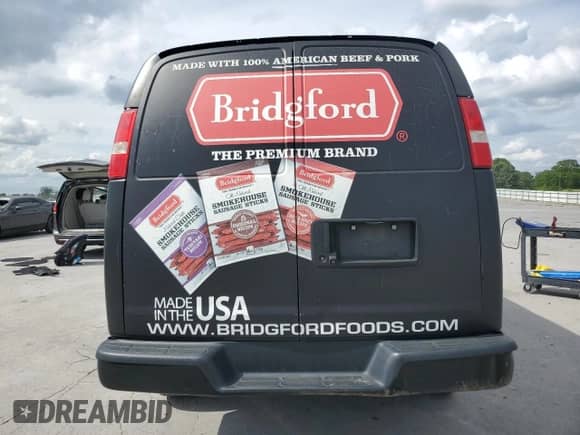 MADE WITH 100% AMERICAN BEEF & PORK
Bridgford®
THE PREMIUM BRAND
Bridgford
SMOKEHOUSE
SAUSAGE STICKS
Bridgford
SMOKEHOUSE
SAUSAGE STICKS
ORIGINAL
Bridgford
SMOKEHOUSE
SAUSAGE STICKS
MADE
IN THE USA
WWW.BRIDGFORDFOODS.COM
DREAMBID